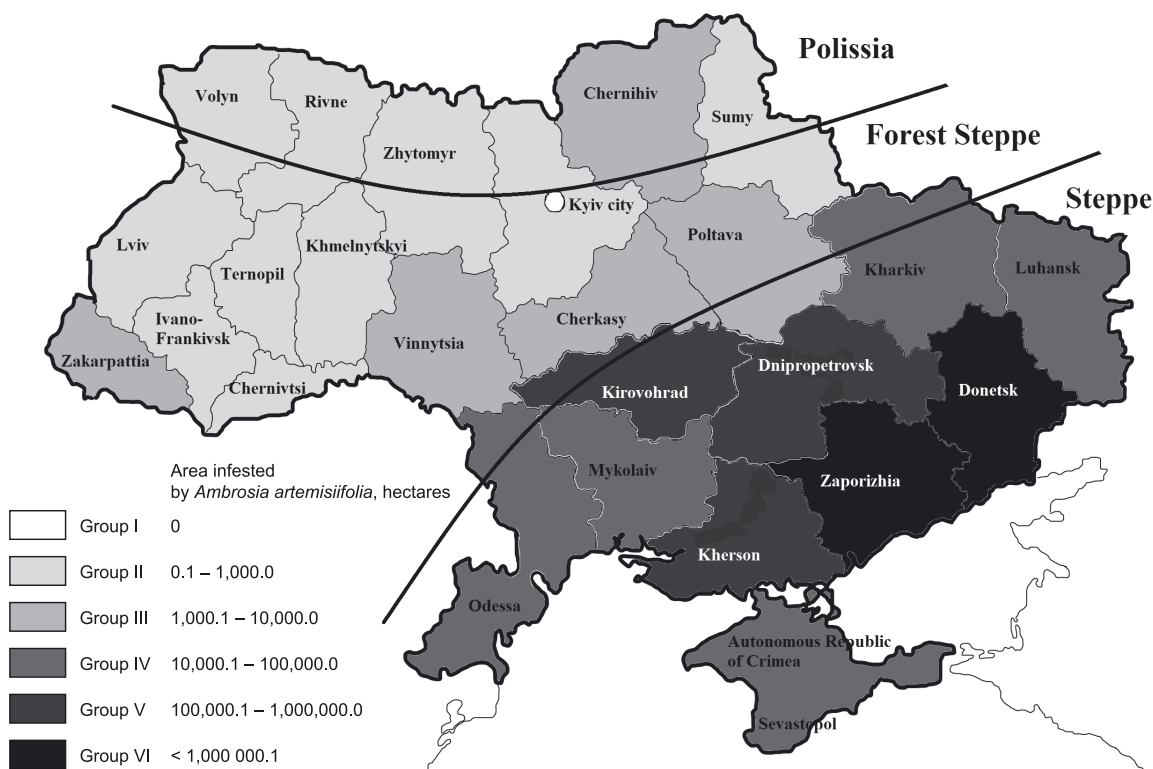 Polissia
Volyn
Rivne
Chernihiv
Sumy
Forest Steppe
Zhytomyr
Steppe
Kyiv city
Lviv
Khmelnytskyi
Poltava
Ternopil
Kharkiv
Luhansk
Ivano-
Frankivsk
Cherkasy
Vinnytsia
Zakarpattia
Chernivtsi
Dnipropetrovsk
Kirovohrad
Donetsk
Mykolaiv
Zaporizhia
Kherson
Odessa
Autonomous Republic
of Crimea
Sevastopol
Area infested
by Ambrosia artemisiifolia, hectares
Group I 0
Group II 0.1 – 1,000.0
Group III 1,000.1 – 10,000.0
Group IV 10,000.1 – 100,000.0
Group V 100,000.1 – 1,000,000.0
Group VI < 1,000 000.1